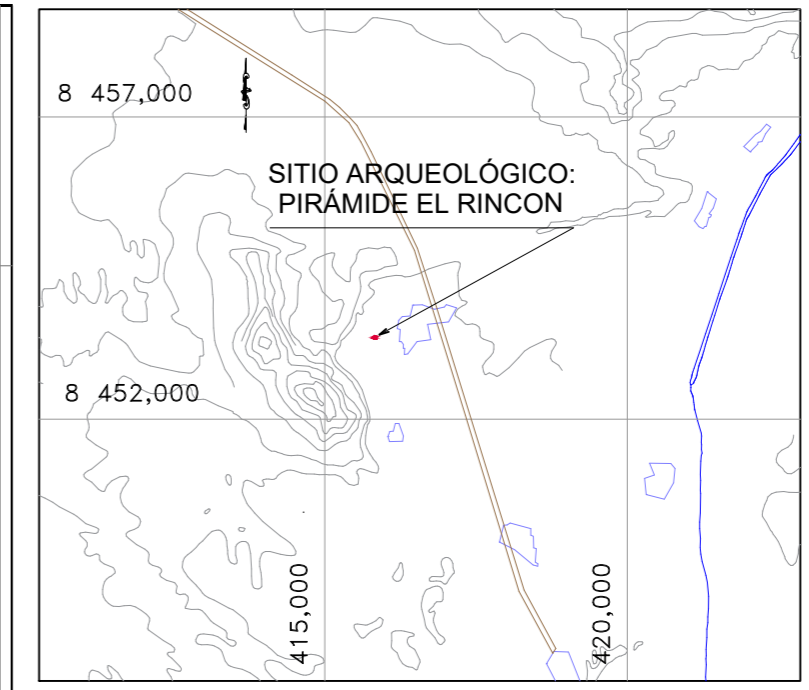 8 457,000
SITIO ARQUEOLÓGICO:
PIRÁMIDE EL RINCON
8 452,000
415,000
420,000